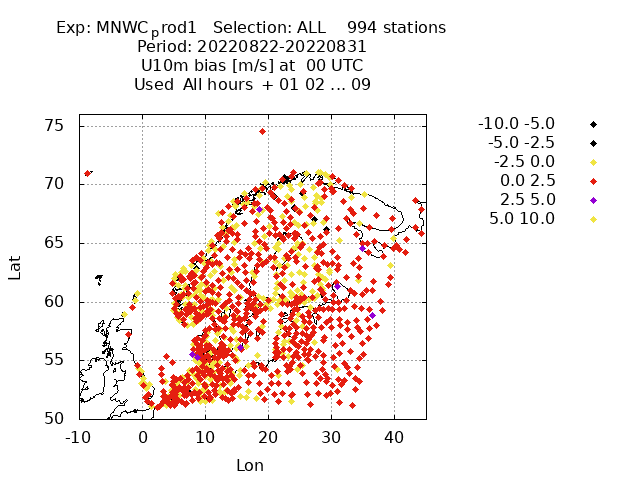 Exp: MNWCprod1 Selection: ALL 994 stations
Period: 20220822-20220831
U10m bias [m/s] at 00 UTC
Used All hours + 01 02 ... 09
-10.0 -5.0
-5.0 -2.5
-2.5 0.0
0.0 2.5
2.5 5.0
5.0 10.0
75
70
65
60
55
50
Lat
-10 0 10 20 30 40
Lon